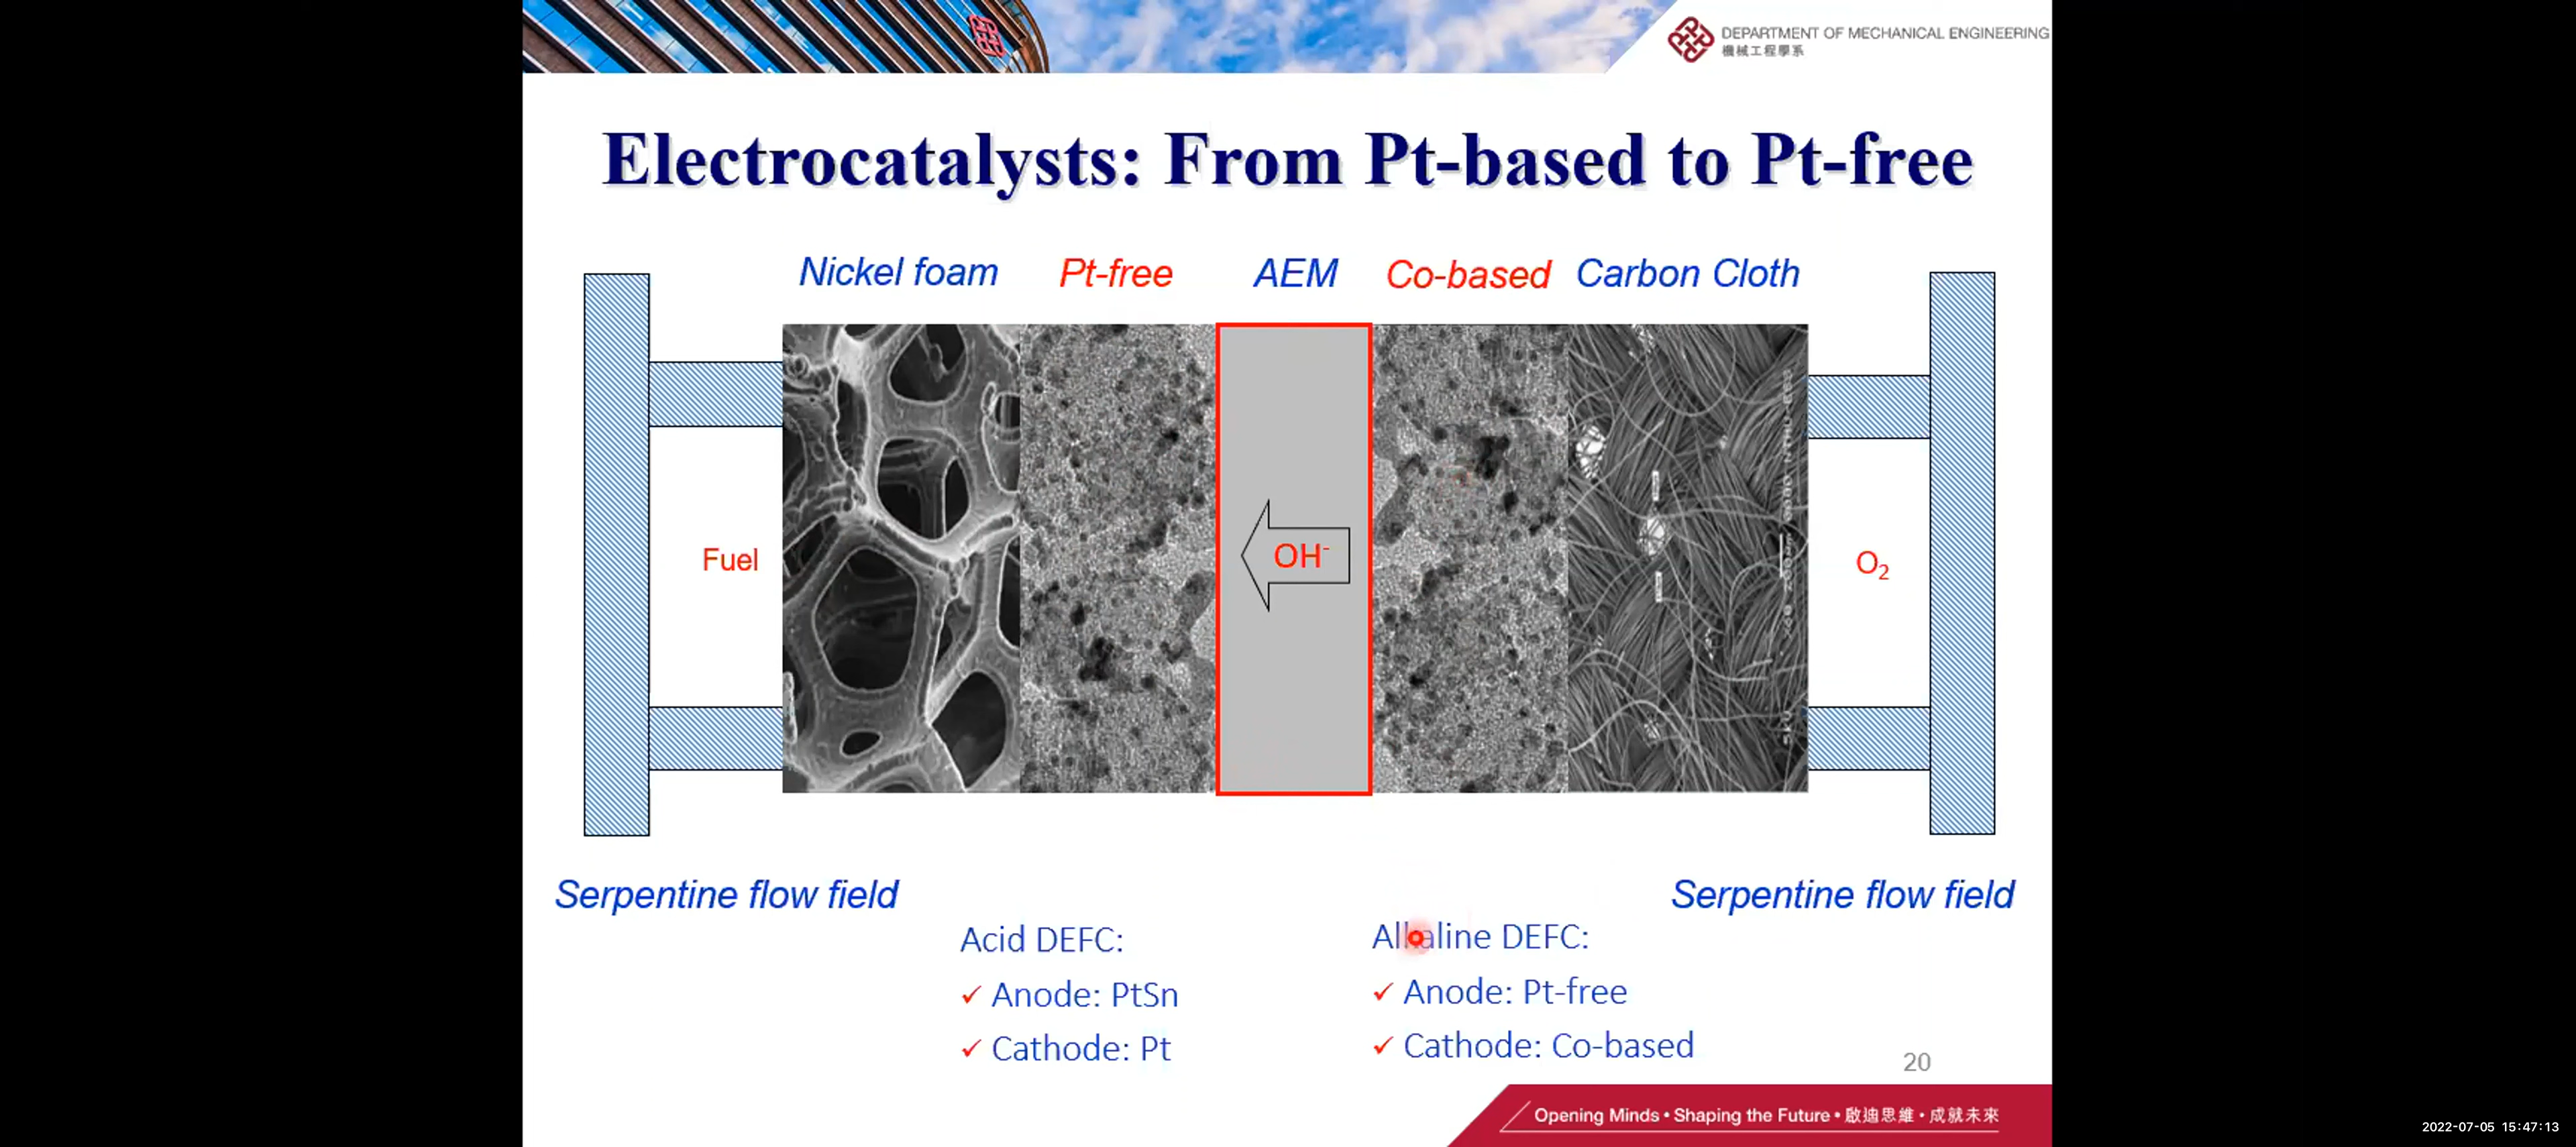 DEPARTMENT OF MECHANICAL ENGINEERING
機械工程學系
Electrocatalysts: From Pt-based to Pt-free
Nickel foam Pt-free AEM Co-based Carbon Cloth
Fuel
OH⁻
O₂
Serpentine flow field
Serpentine flow field
Acid DEFC:
✓ Anode: PtSn
✓ Cathode: Pt
Alkaline DEFC:
✓ Anode: Pt-free
✓ Cathode: Co-based
20
Opening Minds • Shaping the Future • 啟迪思維 • 成就未來
2022-07-05 15:47:13